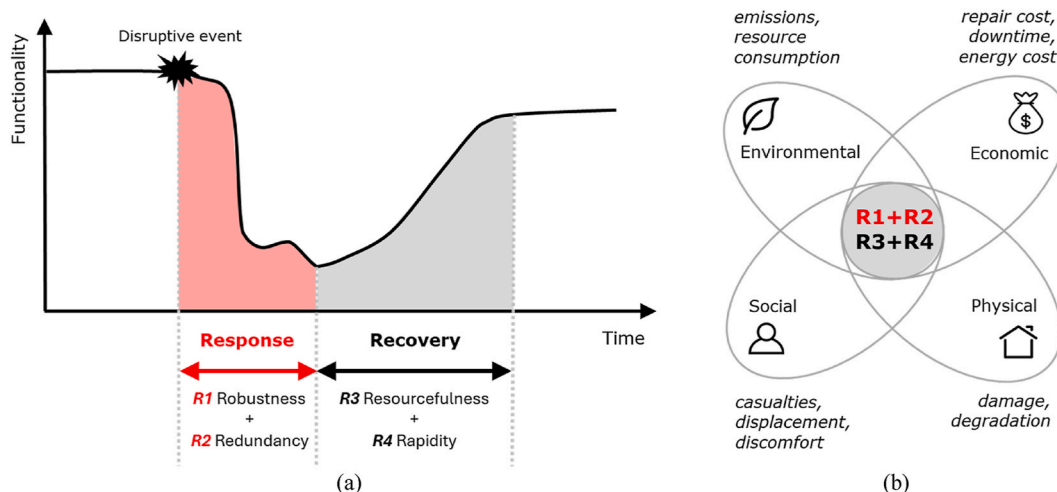 Functionality
Disruptive event
Time
Response
Recovery
R1 Robustness
+
R2 Redundancy
R3 Resourcefulness
+
R4 Rapidity
(a)
emissions,
resource
consumption
repair cost,
downtime,
energy cost
Environmental
$
Economic
R1+R2
R3+R4
Social
Physical
casualties,
displacement,
discomfort
damage,
degradation
(b)